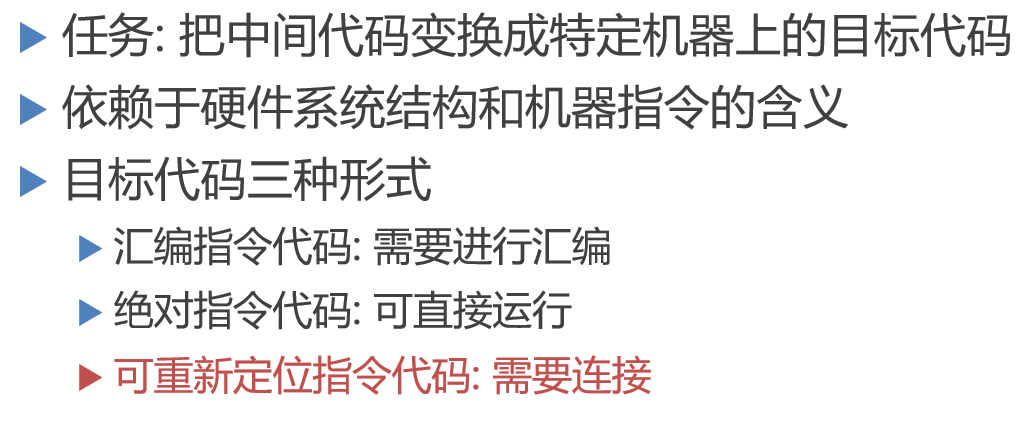 任务: 把中间代码变换成特定机器上的目标代码
依赖于硬件系统结构和机器指令的含义
目标代码三种形式
汇编指令代码: 需要进行汇编
绝对指令代码: 可直接运行
可重新定位指令代码: 需要连接